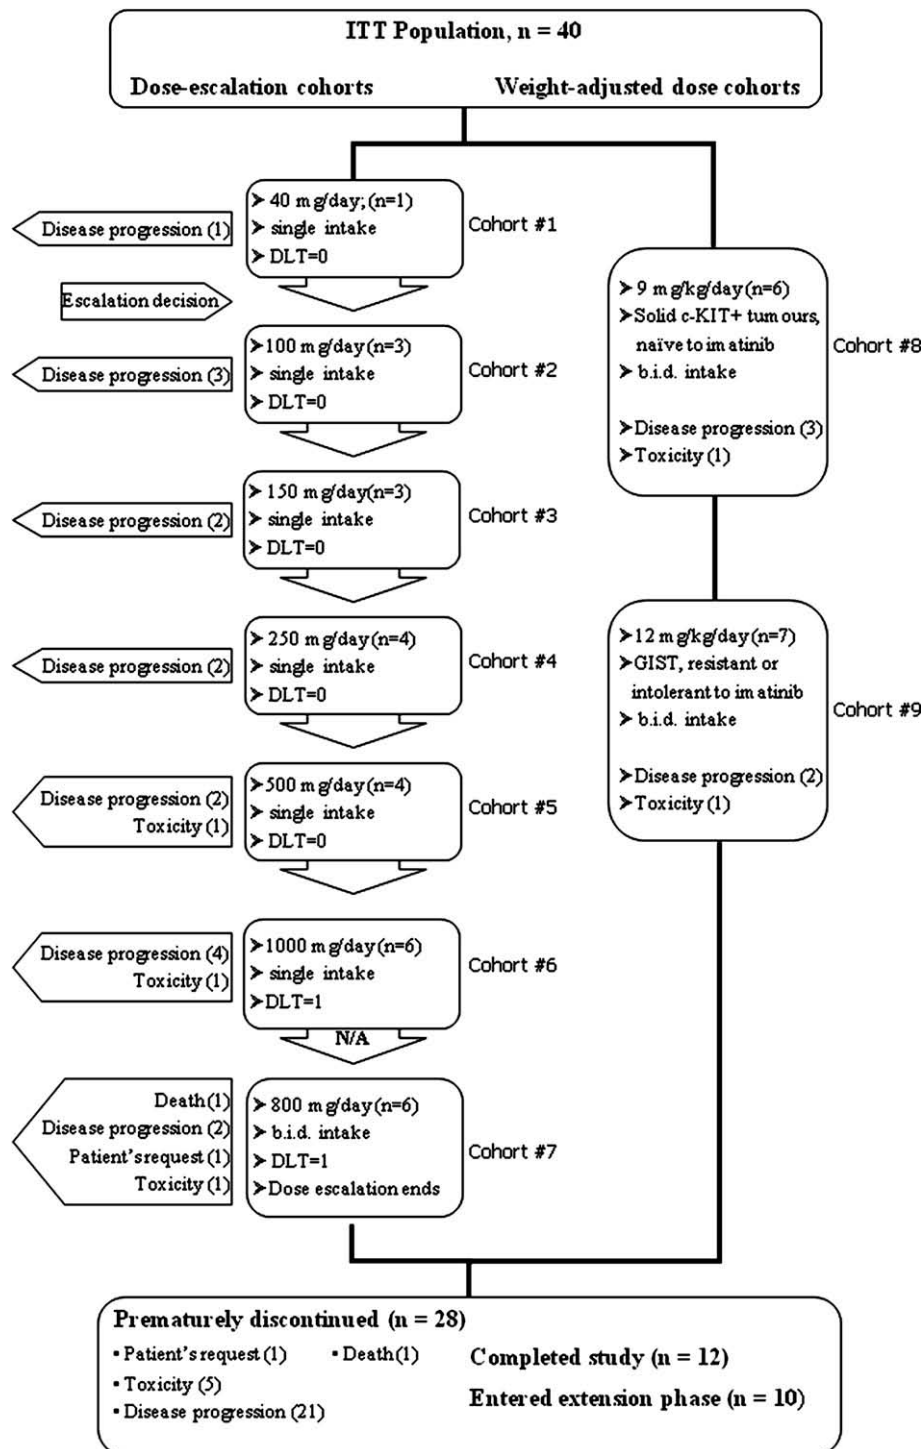 ITT Population, n = 40
Dose-escalation cohorts
Weight-adjusted dose cohorts
Disease progression (1)
➤ 40 mg/day; (n=1)
➤ single intake
➤ DLT=0
Cohort #1
Escalation decision
Disease progression (3)
➤ 100 mg/day (n=3)
➤ single intake
➤ DLT=0
Cohort #2
Disease progression (2)
➤ 150 mg/day (n=3)
➤ single intake
➤ DLT=0
Cohort #3
Disease progression (2)
➤ 250 mg/day (n=4)
➤ single intake
➤ DLT=0
Cohort #4
Disease progression (2)
Toxicity (1)
➤ 500 mg/day (n=4)
➤ single intake
➤ DLT=0
Cohort #5
Disease progression (4)
Toxicity (1)
➤ 1000 mg/day (n=6)
➤ single intake
➤ DLT=1
Cohort #6
N/A
Death (1)
Disease progression (2)
Patient's request (1)
Toxicity (1)
➤ 800 mg/day (n=6)
➤ b.i.d. intake
➤ DLT=1
➤ Dose escalation ends
Cohort #7
➤ 9 mg/kg/day (n=6)
➤ Solid c-KIT+ tumours,
naïve to imatinib
➤ b.i.d. intake
➤ Disease progression (3)
➤ Toxicity (1)
Cohort #8
➤ 12 mg/kg/day (n=7)
➤ GIST, resistant or
intolerant to imatinib
➤ b.i.d. intake
➤ Disease progression (2)
➤ Toxicity (1)
Cohort #9
Prematurely discontinued (n = 28)
▪ Patient's request (1) ▪ Death (1)
▪ Toxicity (5)
▪ Disease progression (21)
Completed study (n = 12)
Entered extension phase (n = 10)